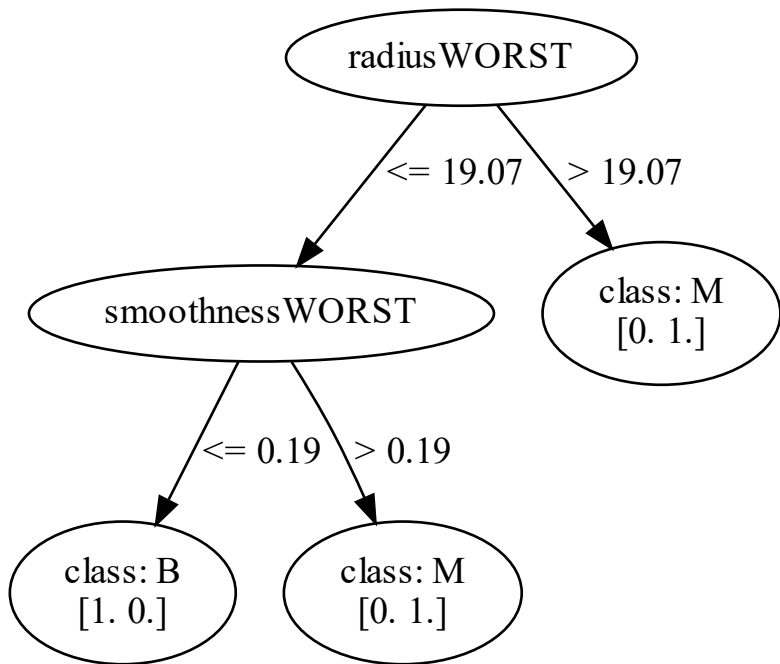 radiusWORST
<= 19.07
> 19.07
smoothnessWORST
class: M
[0. 1.]
<= 0.19
> 0.19
class: B
[1. 0.]
class: M
[0. 1.]